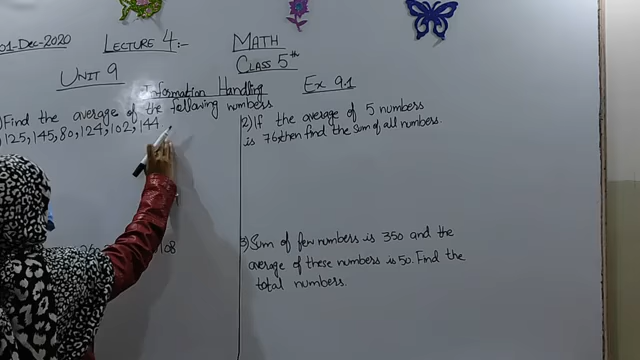 01-Dec-2020 LECTURE 4:- MATH
CLASS 5th
UNIT 9 Information Handling Ex 9.1
Find the average of the following numbers
125, 145, 80, 124, 102, 144
108
2) If the average of 5 numbers
is 76, then find the sum of all numbers.
3) Sum of few numbers is 350 and the
average of these numbers is 50. Find the
total numbers.